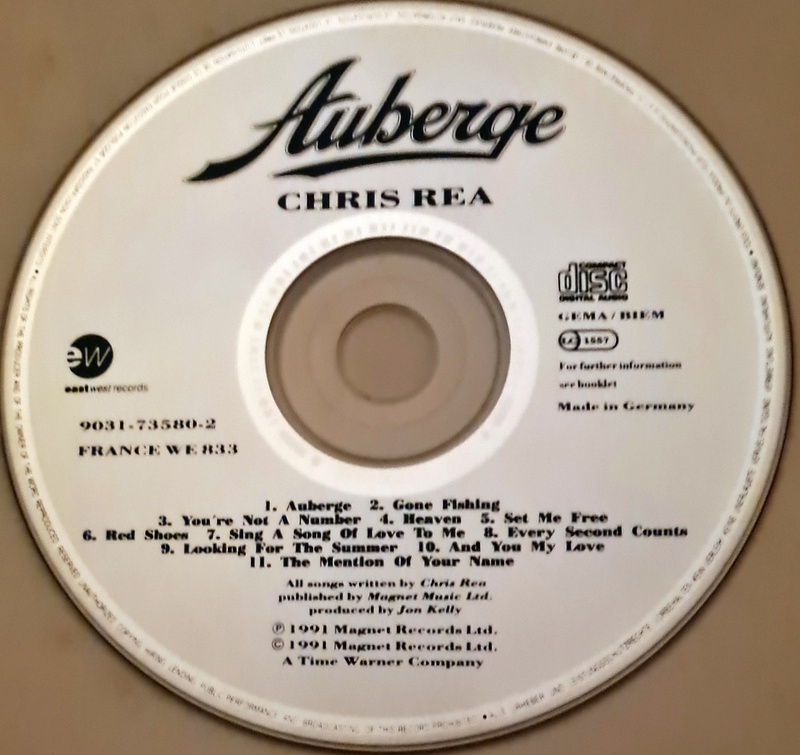 Auberge
CHRIS REA
COMPACT
disc
DIGITAL AUDIO
GEMA / BIEM
LC 1557
For further information
see booklet
Made in Germany
ew
eastwest records
9031-73580-2
FRANCE WE 833
1. Auberge 2. Gone Fishing
3. You're Not A Number 4. Heaven 5. Set Me Free
6. Red Shoes 7. Sing A Song Of Love To Me 8. Every Second Counts
9. Looking For The Summer 10. And You My Love
11. The Mention Of Your Name
All songs written by Chris Rea
published by Magnet Music Ltd.
produced by Jon Kelly
℗ 1991 Magnet Records Ltd.
© 1991 Magnet Records Ltd.
A Time Warner Company